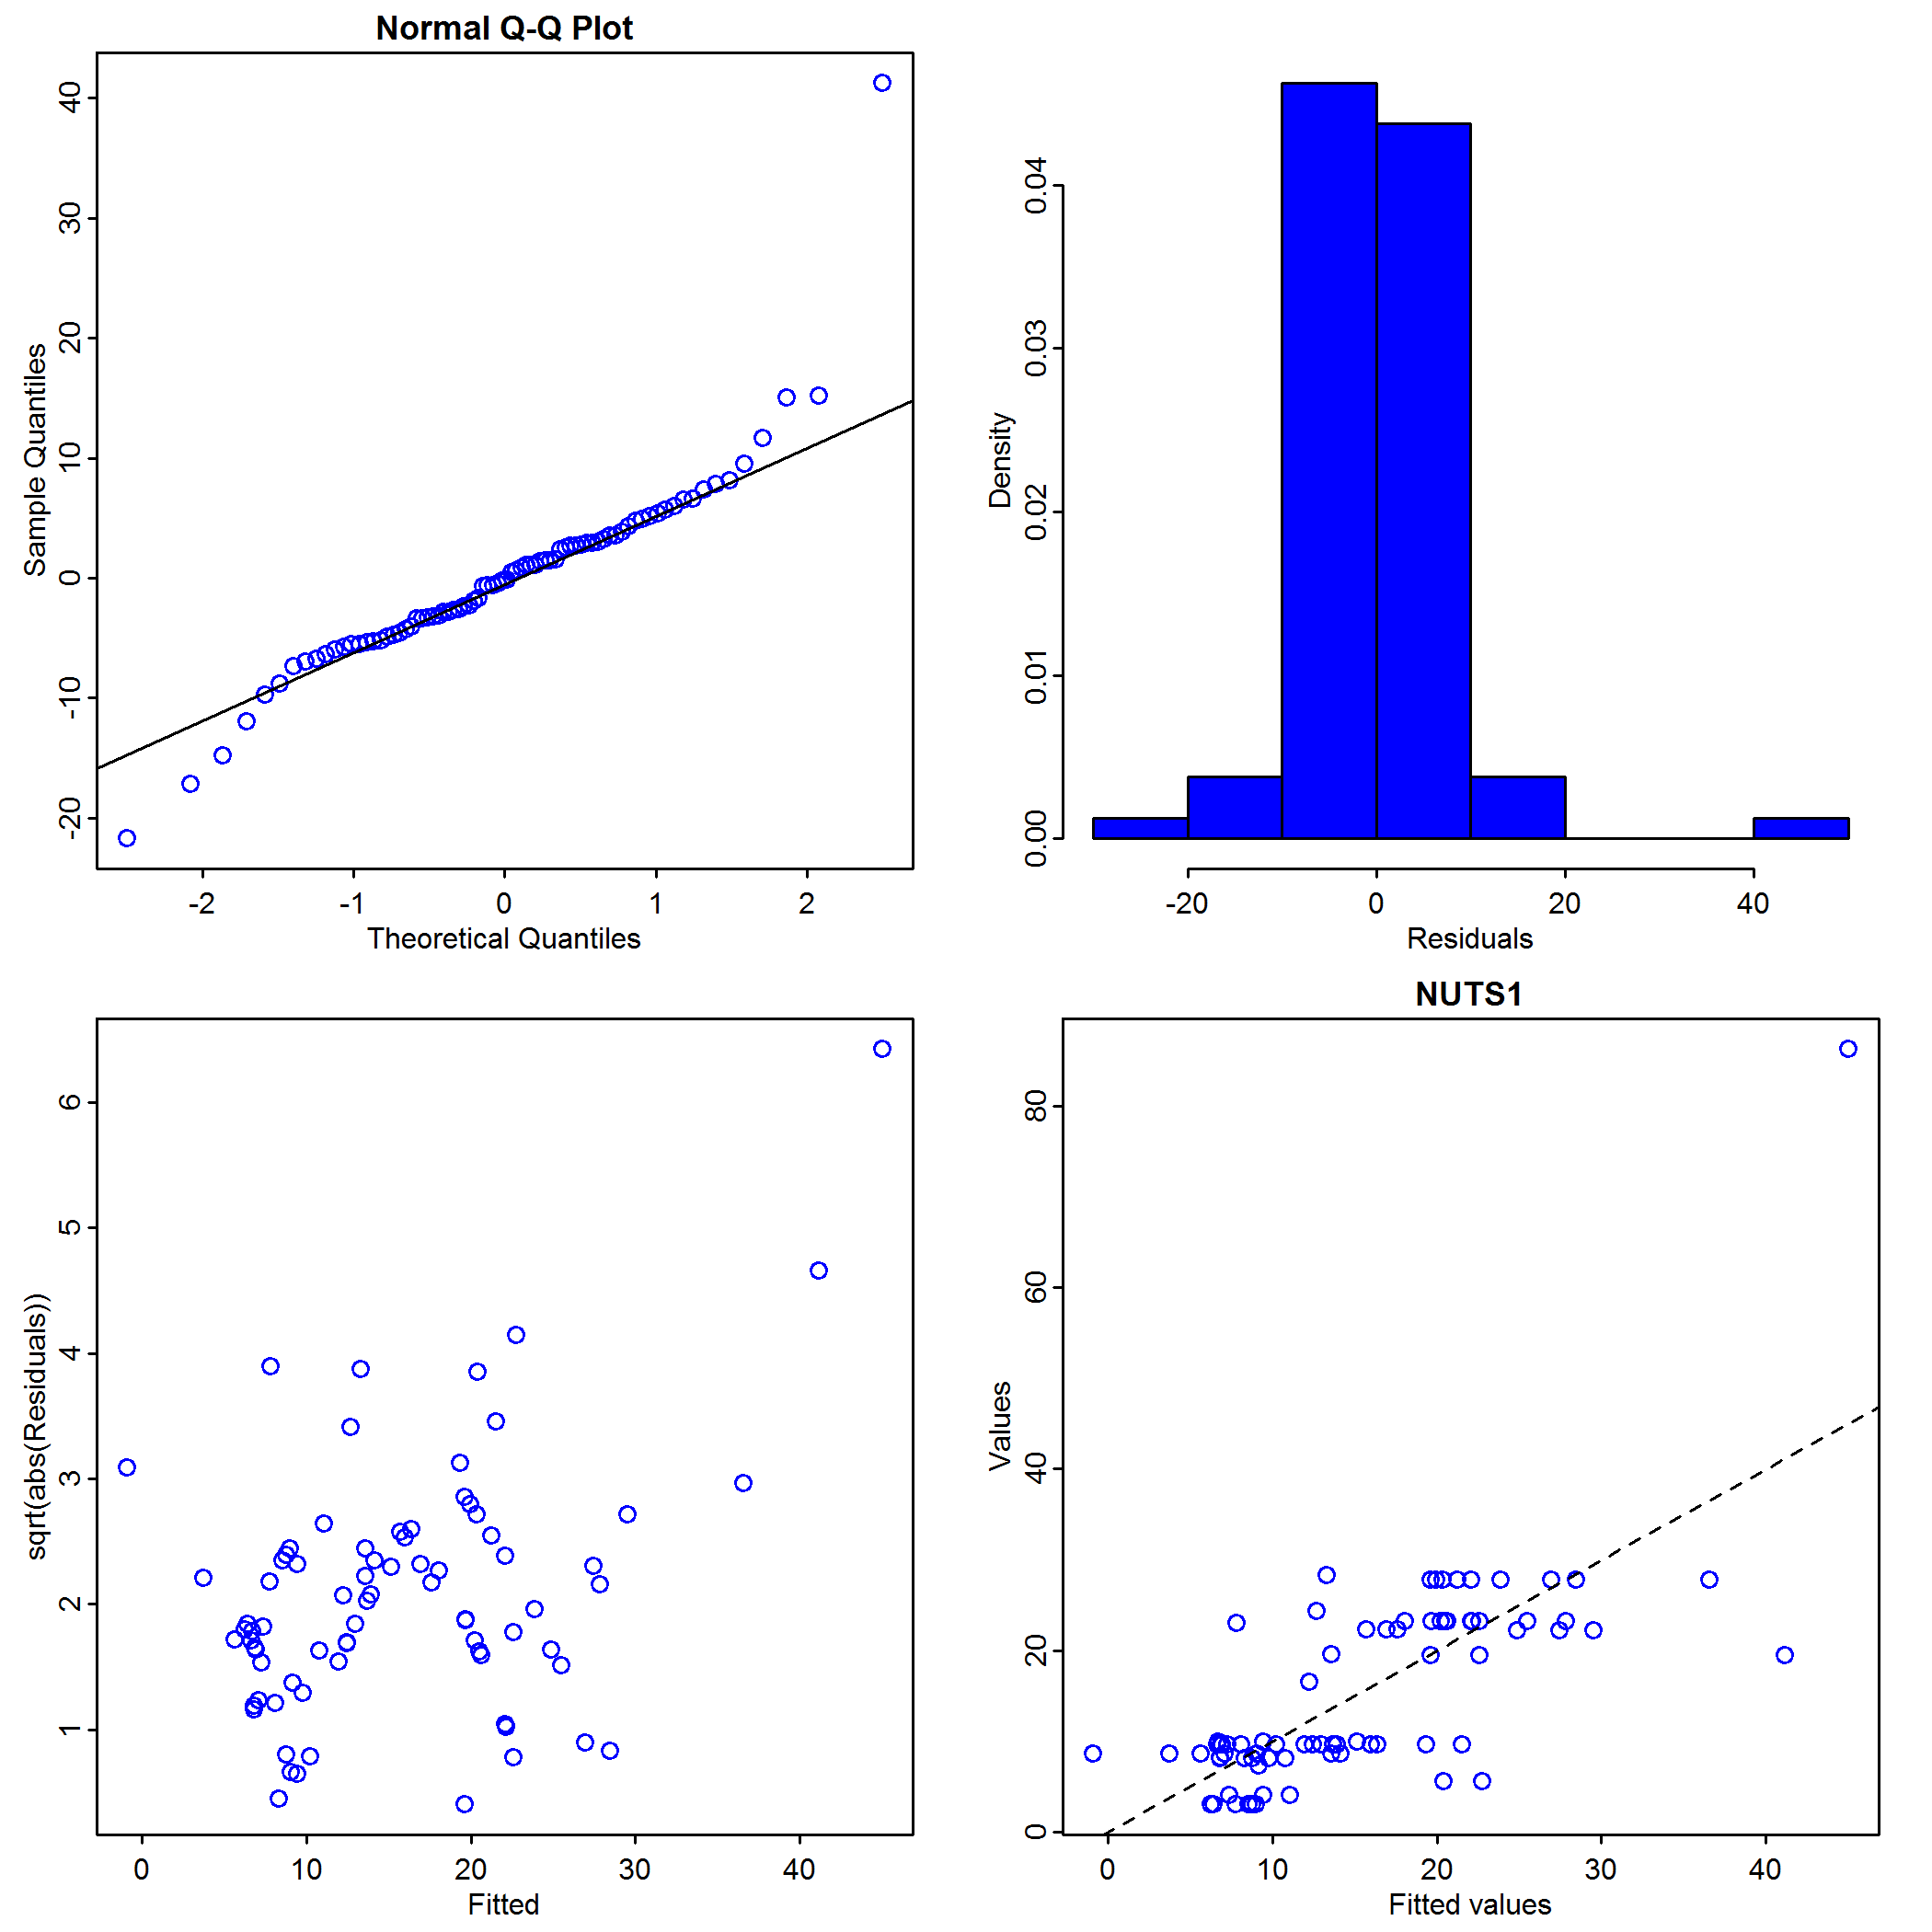 Normal Q-Q Plot
Sample Quantiles
40
30
20
10
0
-10
-20
-2 -1 0 1 2
Theoretical Quantiles
Density
0.04
0.03
0.02
0.01
0.00
-20 0 20 40
Residuals
sqrt(abs(Residuals))
6
5
4
3
2
1
0 10 20 30 40
Fitted
NUTS1
Values
80
60
40
20
0
0 10 20 30 40
Fitted values